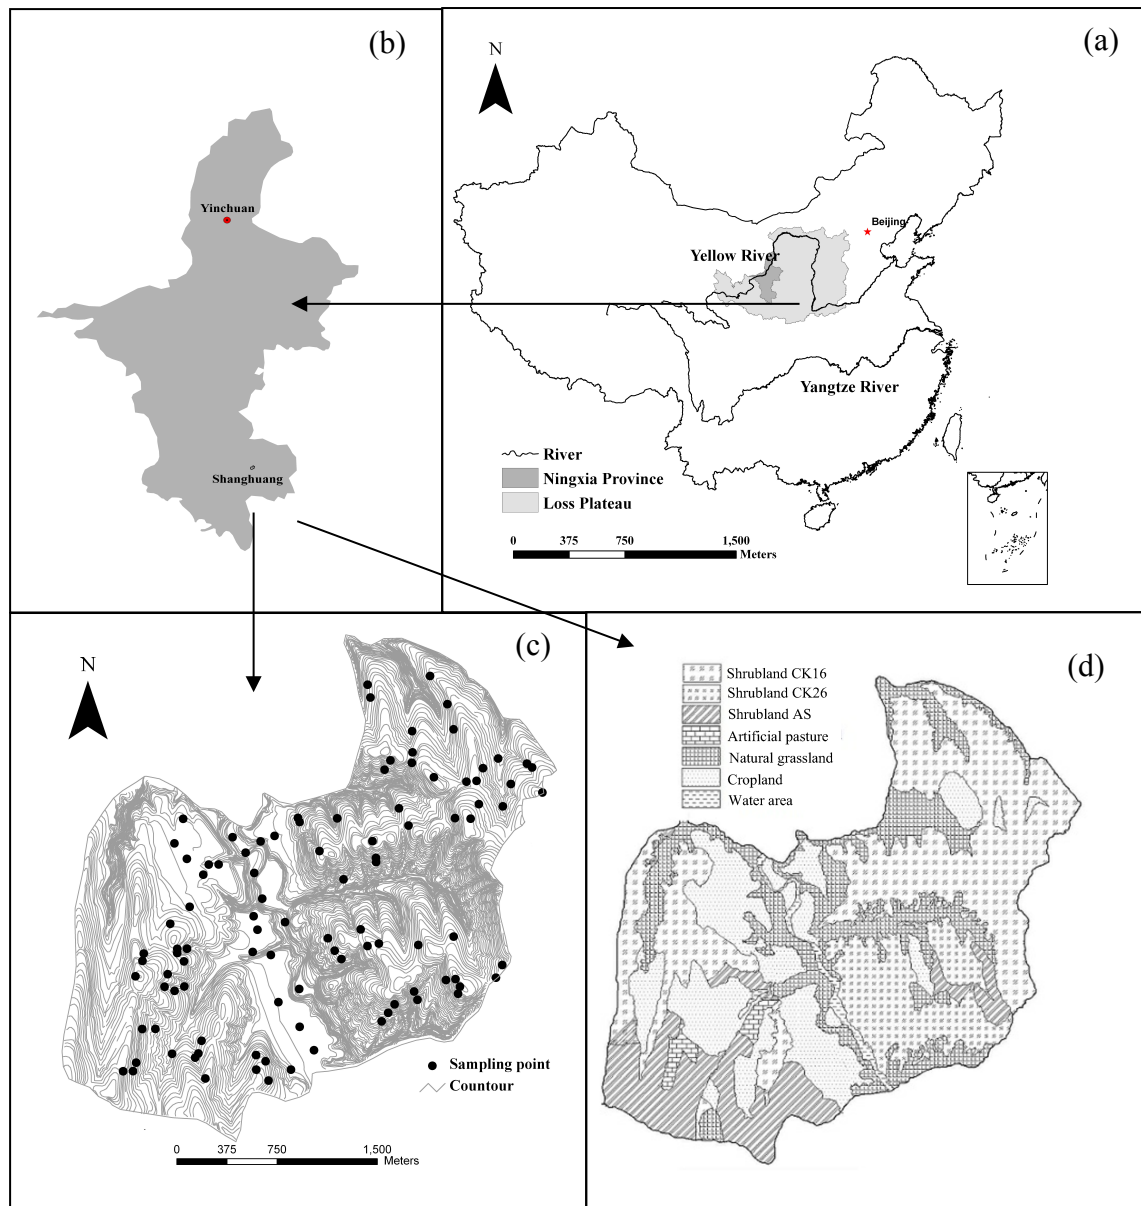 (b)
Yinchuan
Shanghuang
(a)
N
Beijing
Yellow River
Yangtze River
River
Ningxia Province
Loss Plateau
0 375 750 1,500
Meters
(c)
N
Sampling point
Countour
0 375 750 1,500
Meters
(d)
Shrubland CK16
Shrubland CK26
Shrubland AS
Artificial pasture
Natural grassland
Cropland
Water area